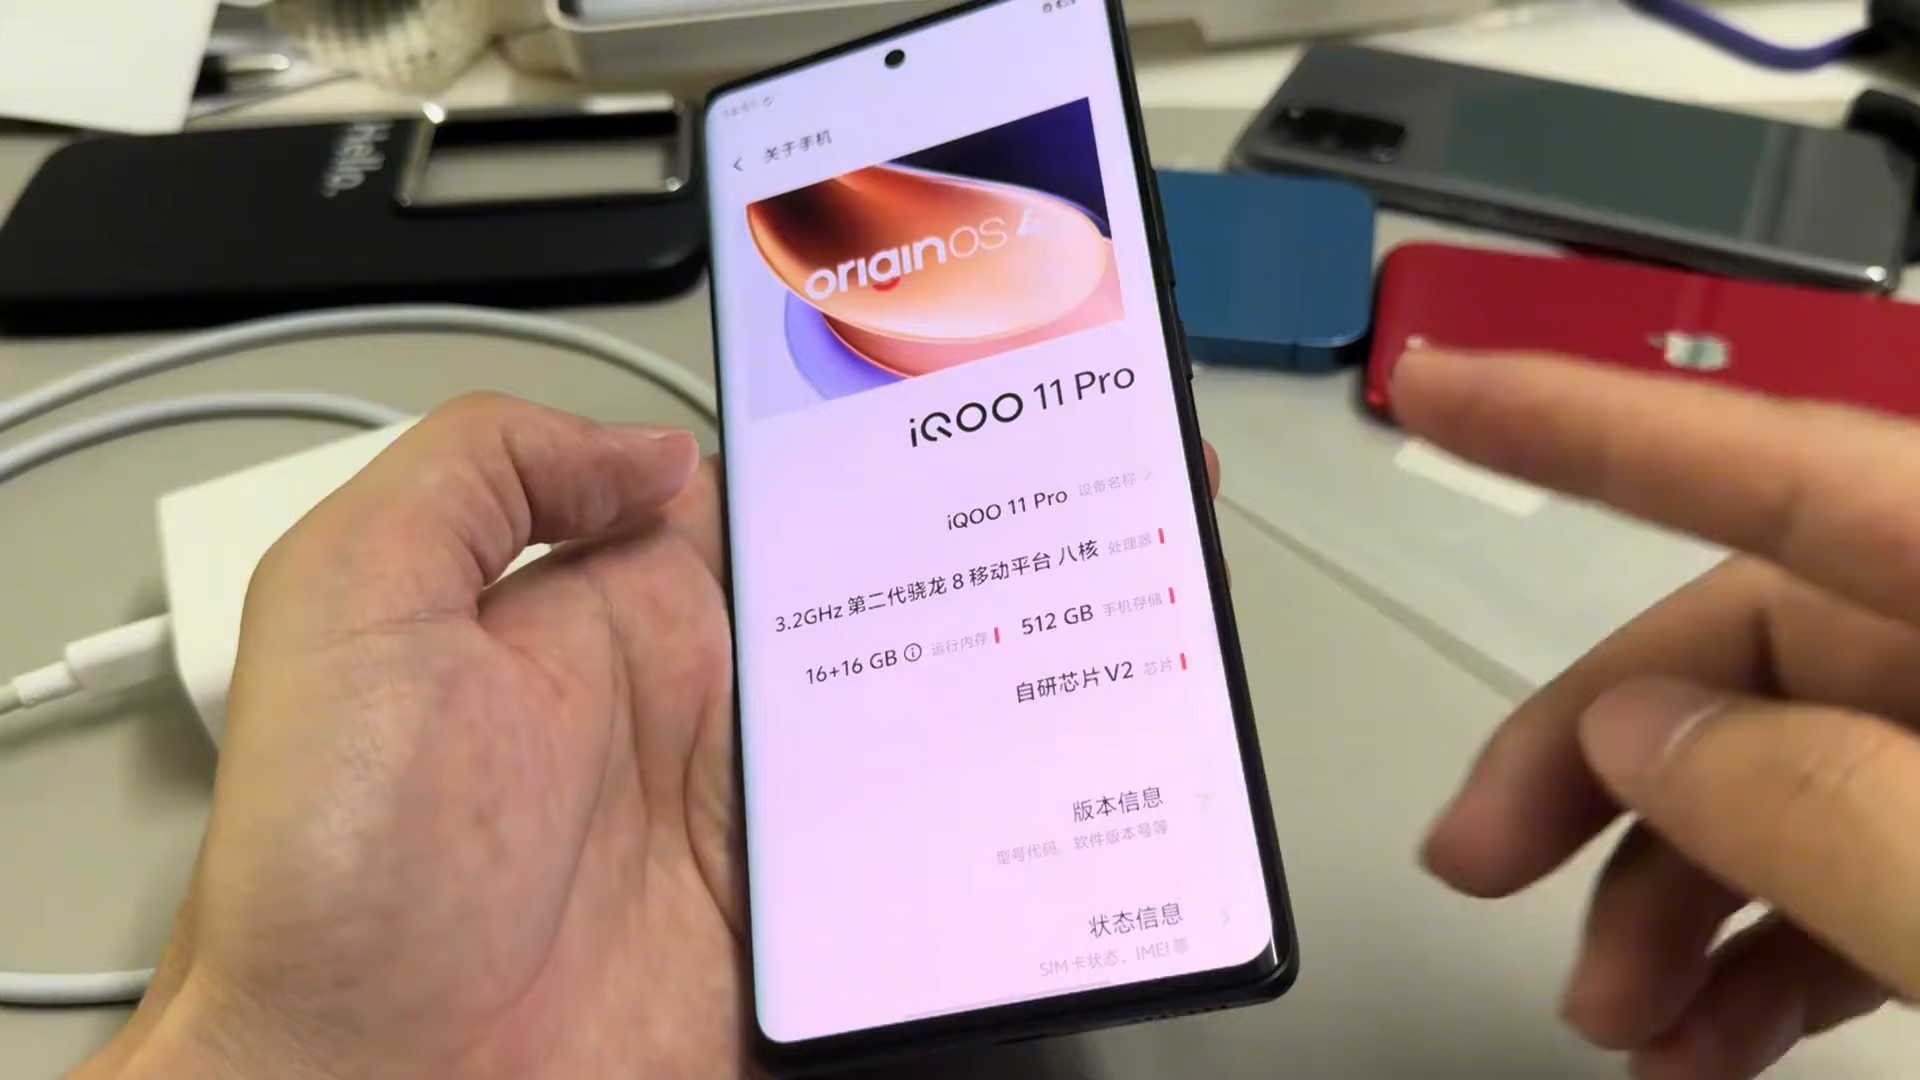 Hello.
关于手机
originOS 4
iQOO 11 Pro
iQOO 11 Pro 设备名称
3.2GHz 第二代骁龙 8 移动平台 八核 处理器
16+16 GB 运行内存 512 GB 手机存储
自研芯片 V2 芯片
版本信息
型号代码、软件版本号等
状态信息
SIM 卡状态、IMEI 等